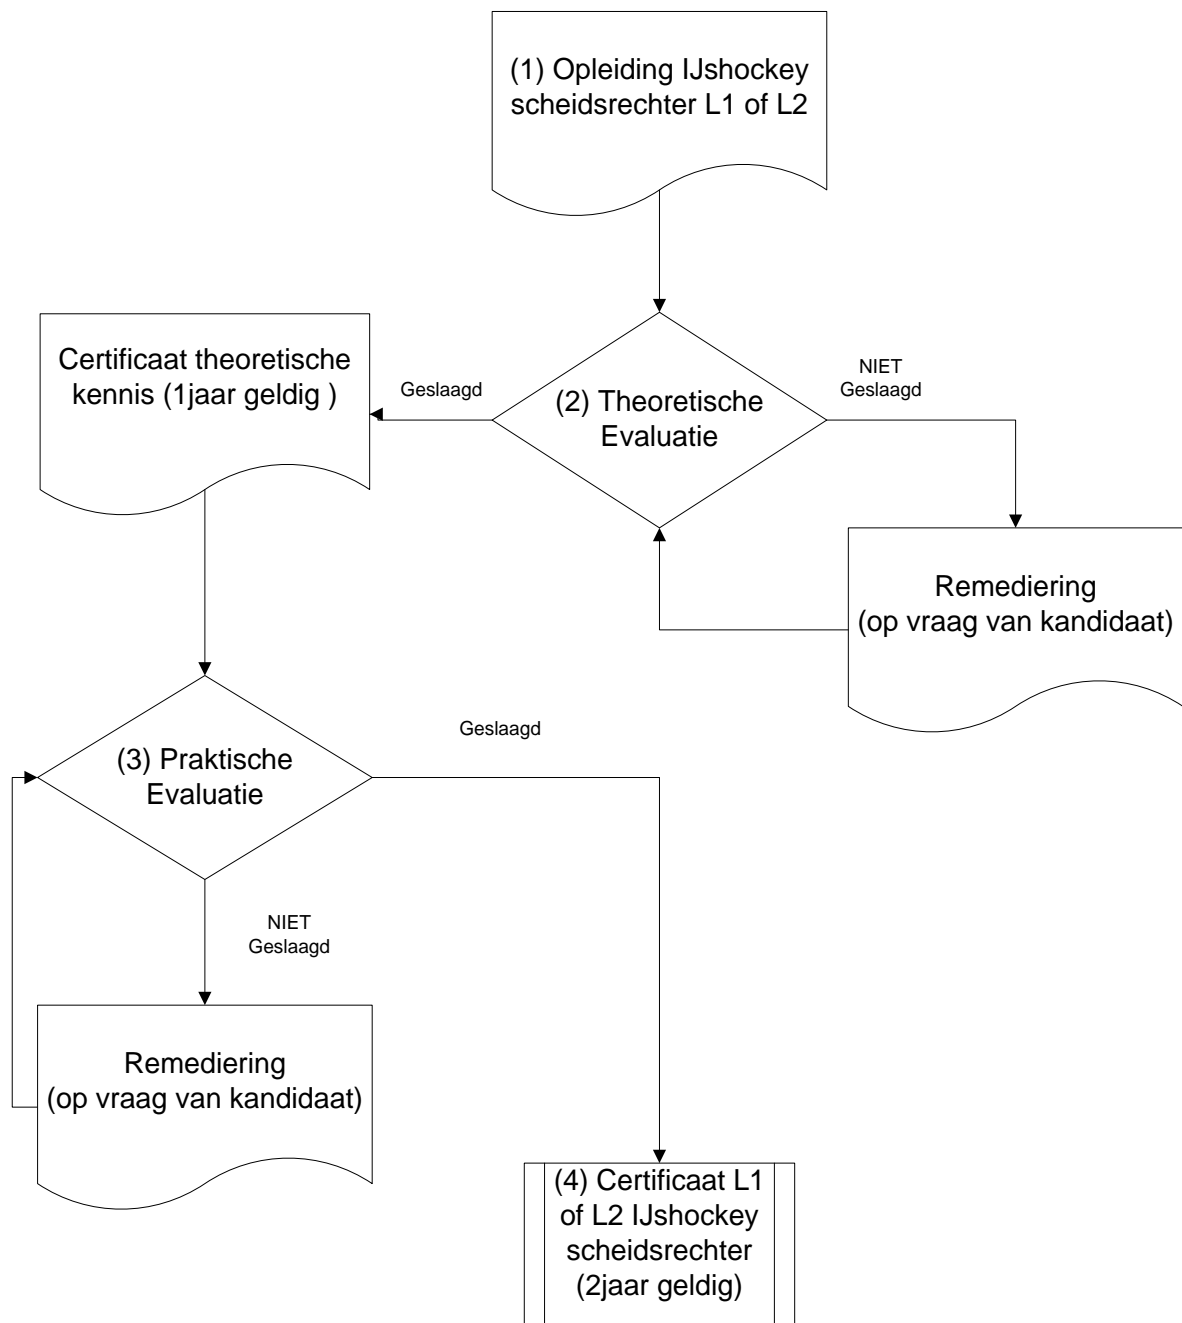 (1) Opleiding IJshockey
scheidsrechter L1 of L2
Certificaat theoretische
kennis (1jaar geldig )
Geslaagd
(2) Theoretische
Evaluatie
NIET
Geslaagd
Remediering
(op vraag van kandidaat)
(3) Praktische
Evaluatie
Geslaagd
NIET
Geslaagd
Remediering
(op vraag van kandidaat)
(4) Certificaat L1
of L2 IJshockey
scheidsrechter
(2jaar geldig)